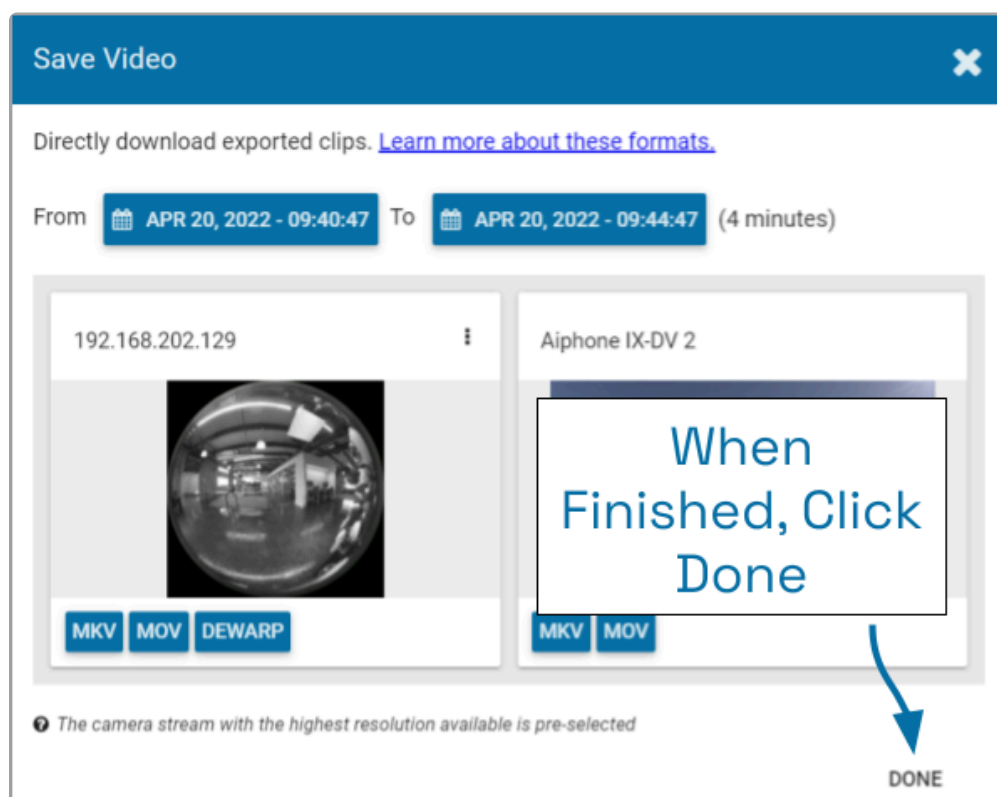 Save Video
Directly download exported clips. Learn more about these formats.
From APR 20, 2022 - 09:40:47 To APR 20, 2022 - 09:44:47 (4 minutes)
192.168.202.129
Aiphone IX-DV 2
When
Finished, Click
Done
MKV MOV DEWARP
MKV MOV
The camera stream with the highest resolution available is pre-selected
DONE